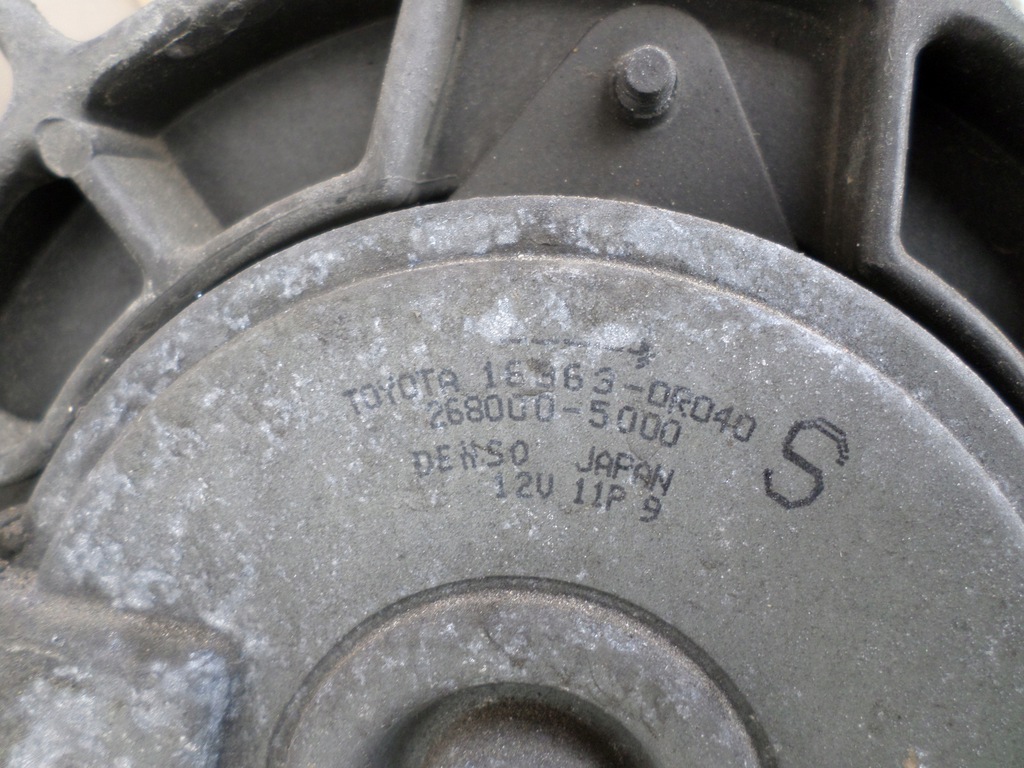 TOYOTA 16363-0R040
268000-5000
DENSO JAPAN
12V 11P 9
S